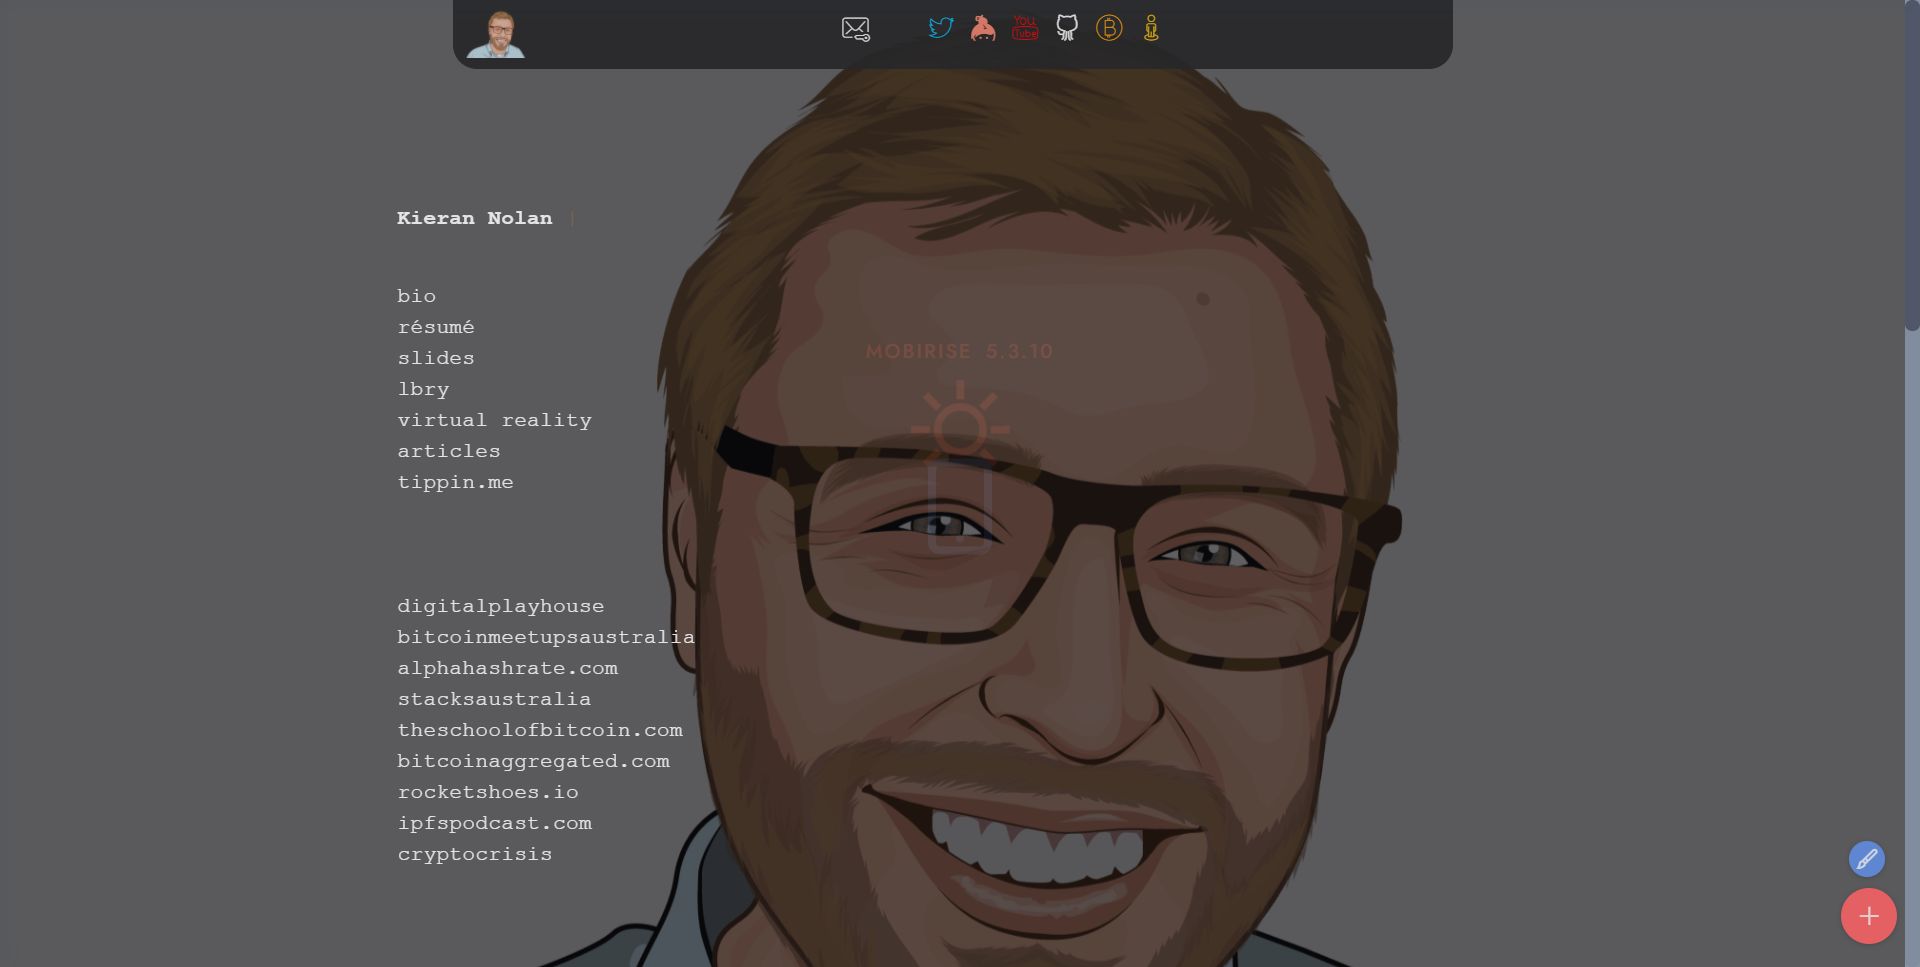 You
Tube
Kieran Nolan
bio
résumé
slides
lbry
virtual reality
articles
tippin.me
MOBIRISE 5.3.10
digitalplayhouse
bitcoinmeetupsaustralia
alphahashrate.com
stacksaustralia
theschoolofbitcoin.com
bitcoinaggregated.com
rocketshoes.io
ipfspodcast.com
cryptocrisis